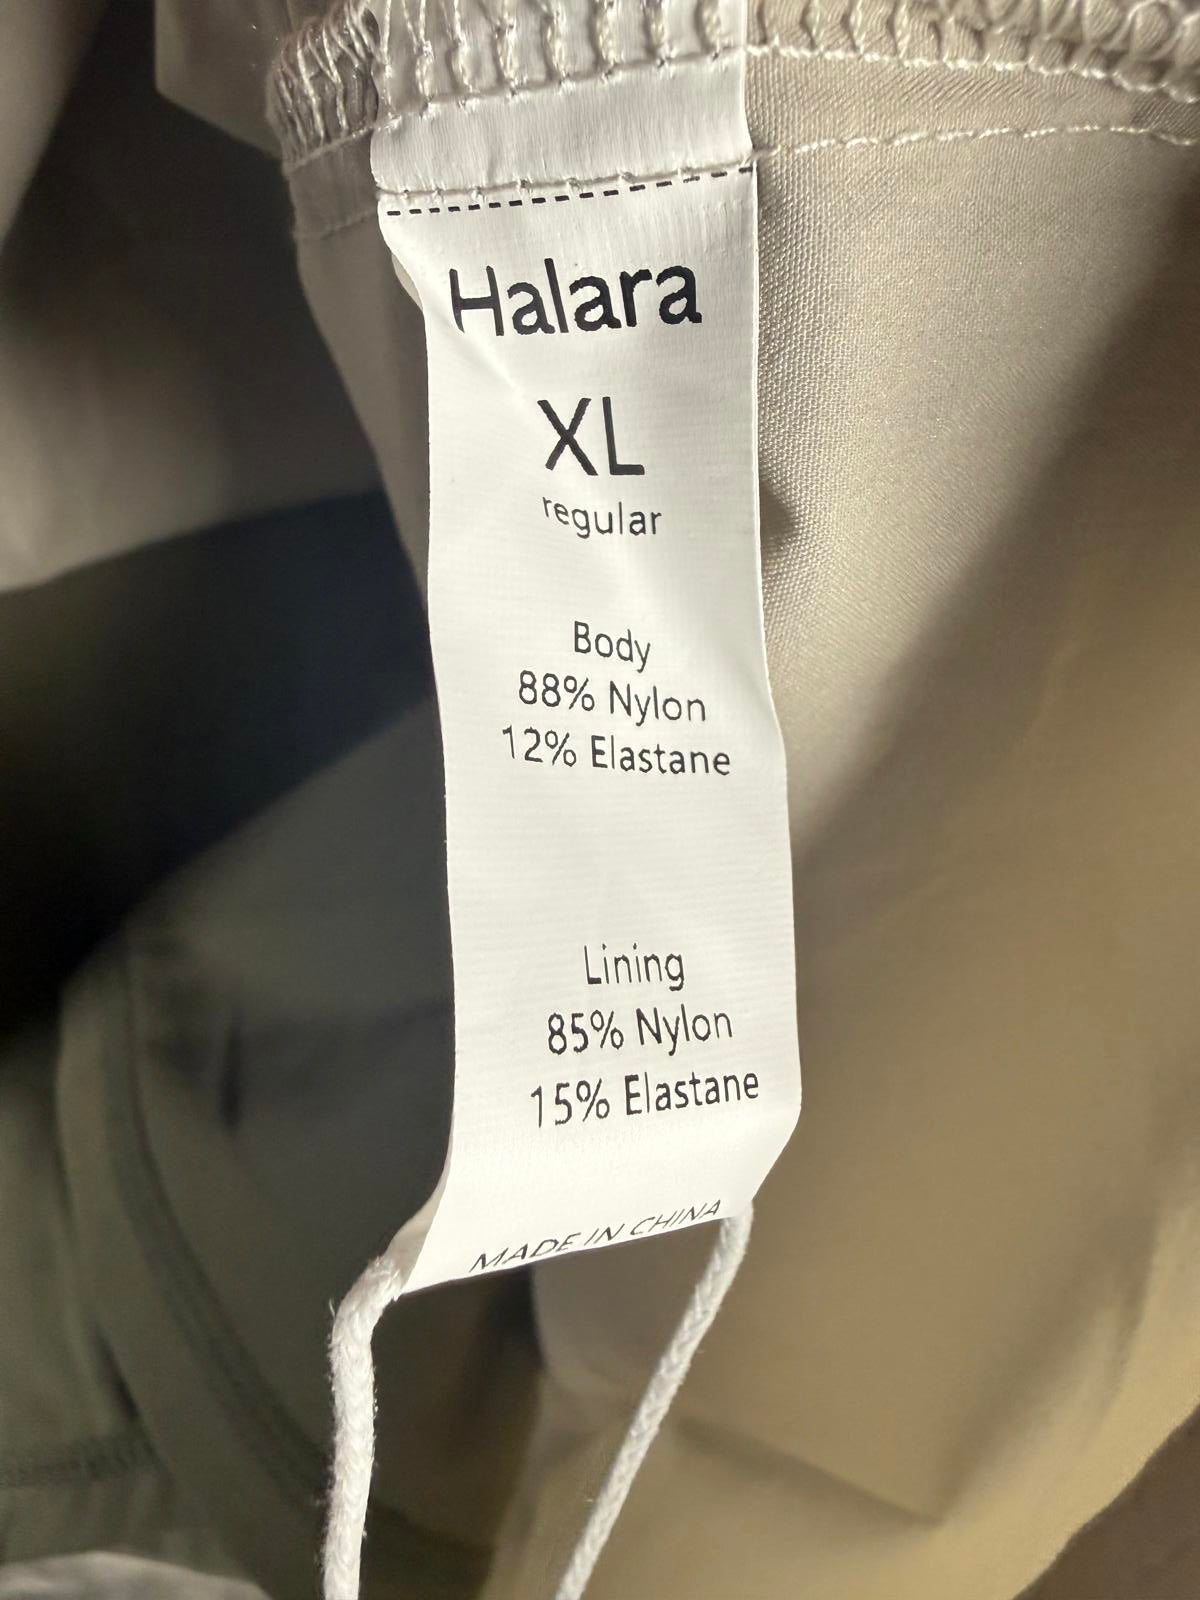 Halara
XL
regular
Body
88% Nylon
12% Elastane
Lining
85% Nylon
15% Elastane
MADE IN CHINA